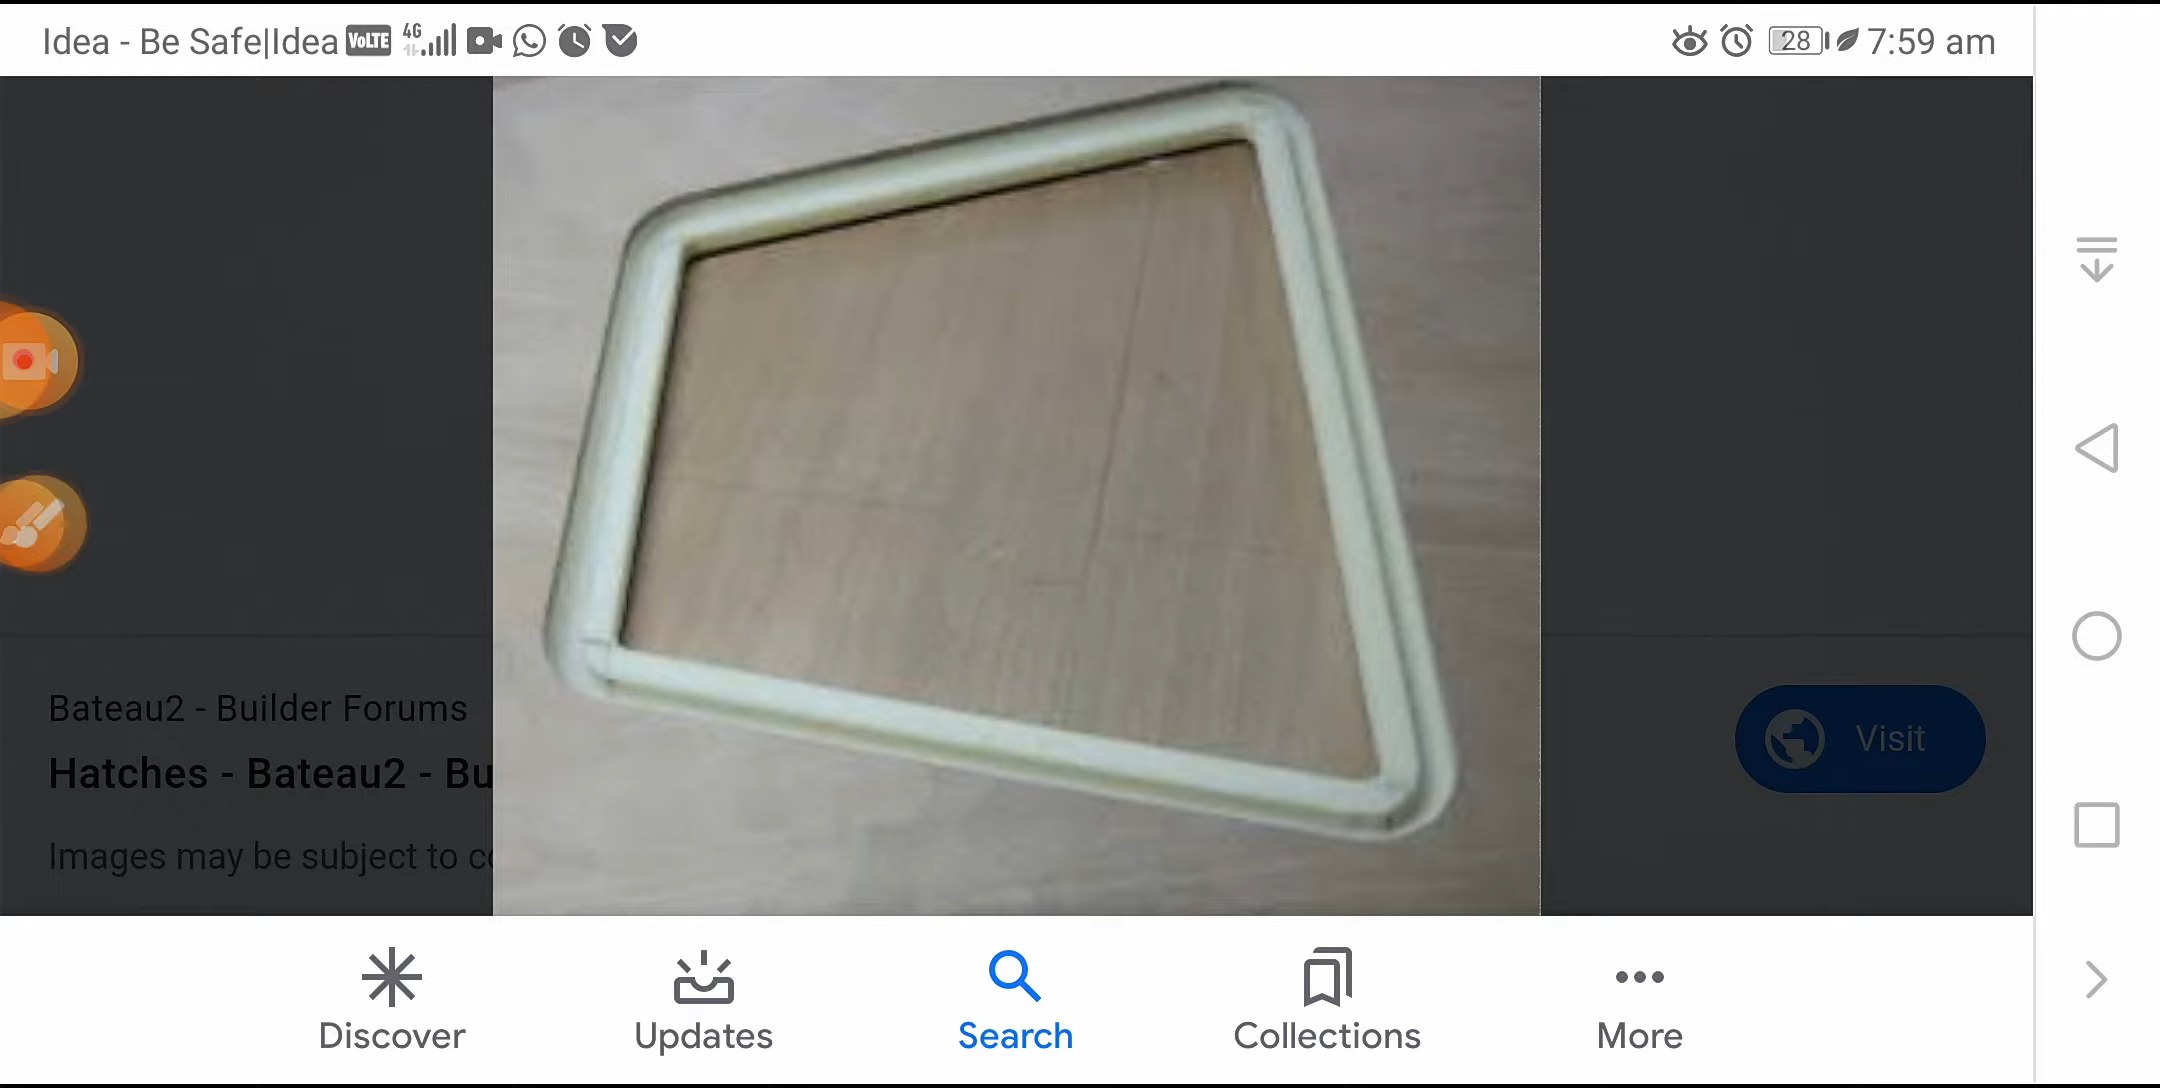 Idea - Be Safe|Idea VoLTE 4G 28 7:59 am
Bateau2 - Builder Forums
Hatches - Bateau2 - Bu
Images may be subject to co
Visit
Discover Updates Search Collections More